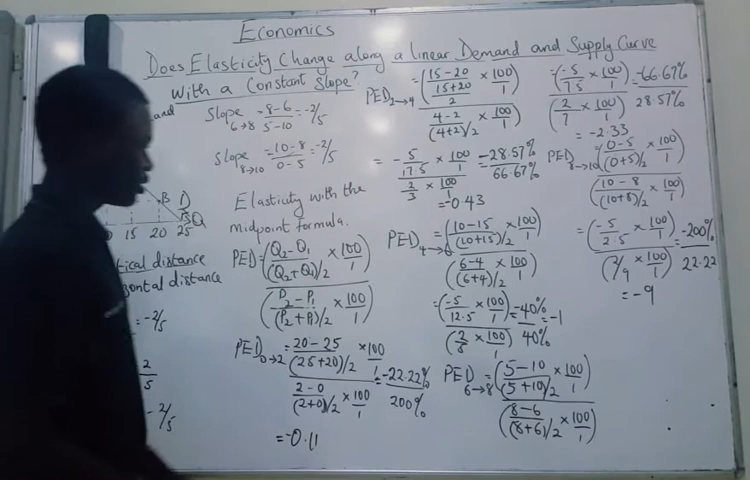 Economics
Does Elasticity Change along a linear Demand and Supply Curve
With a Constant Slope?
and
B D
15 20 25 Q
tical distance
zontal distance
= -2/5
2
5
- 2/5
Slope 6→8 = 8-6 / 5-10 = -2/5
Slope 8→10 = 10-8 / 0-5 = -2/5
Elasticity with the
midpoint formula.
PED = (Q2-Q1 / (Q2+Q1)/2 × 100/1)
(P2-P1 / (P2+P1)/2 × 100/1)
PED 0→2 = 20-25 / (25+20)/2 × 100/1 = -22.22%
2-0 / (2+0)/2 × 100/1 200%
= -0.11
PED 2→4 = (15-20 / 15+20 / 2 × 100/1)
4-2 / (4+2)/2 × 100/1
= -5 / 17.5 × 100/1 = -28.57%
2/3 × 100/1 66.67%
= -0.43
PED 4→6 = (10-15 / (10+15)/2 × 100/1)
(6-4 / (6+4)/2 × 100/1)
= (-5 / 12.5 × 100/1) = -40% = -1
(2/5 × 100/1) 40%
PED 6→8 = (5-10 / (5+10)/2 × 100/1)
(8-6 / (8+6)/2 × 100/1)
= (-5 / 7.5 × 100/1) = -66.67%
(2/7 × 100/1) 28.57%
= -2.33
PED 8→10 = (0-5 / (0+5)/2 × 100/1)
(10-8 / (10+8)/2 × 100/1)
= (-5 / 2.5 × 100/1) = -200%
(2/9 × 100/1) 22.22
= -9